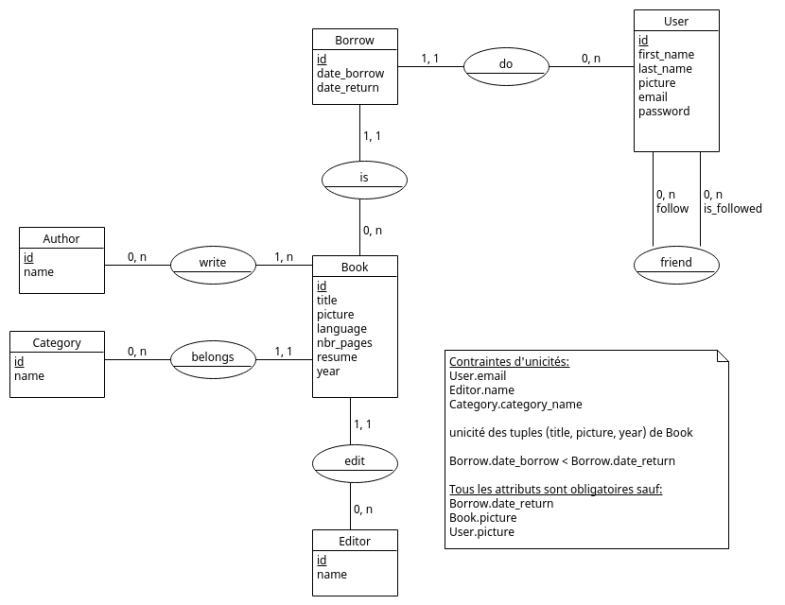 User
id
first_name
last_name
picture
email
password
Borrow
id
date_borrow
date_return
1, 1
do
0, n
1, 1
is
0, n
0, n
follow
0, n
is_followed
friend
Author
id
name
0, n
write
1, n
Book
id
title
picture
language
nbr_pages
resume
year
Category
id
name
0, n
belongs
1, 1
1, 1
edit
0, n
Editor
id
name
Contraintes d'unicités:
User.email
Editor.name
Category.category_name
unicité des tuples (title, picture, year) de Book
Borrow.date_borrow < Borrow.date_return
Tous les attributs sont obligatoires sauf:
Borrow.date_return
Book.picture
User.picture